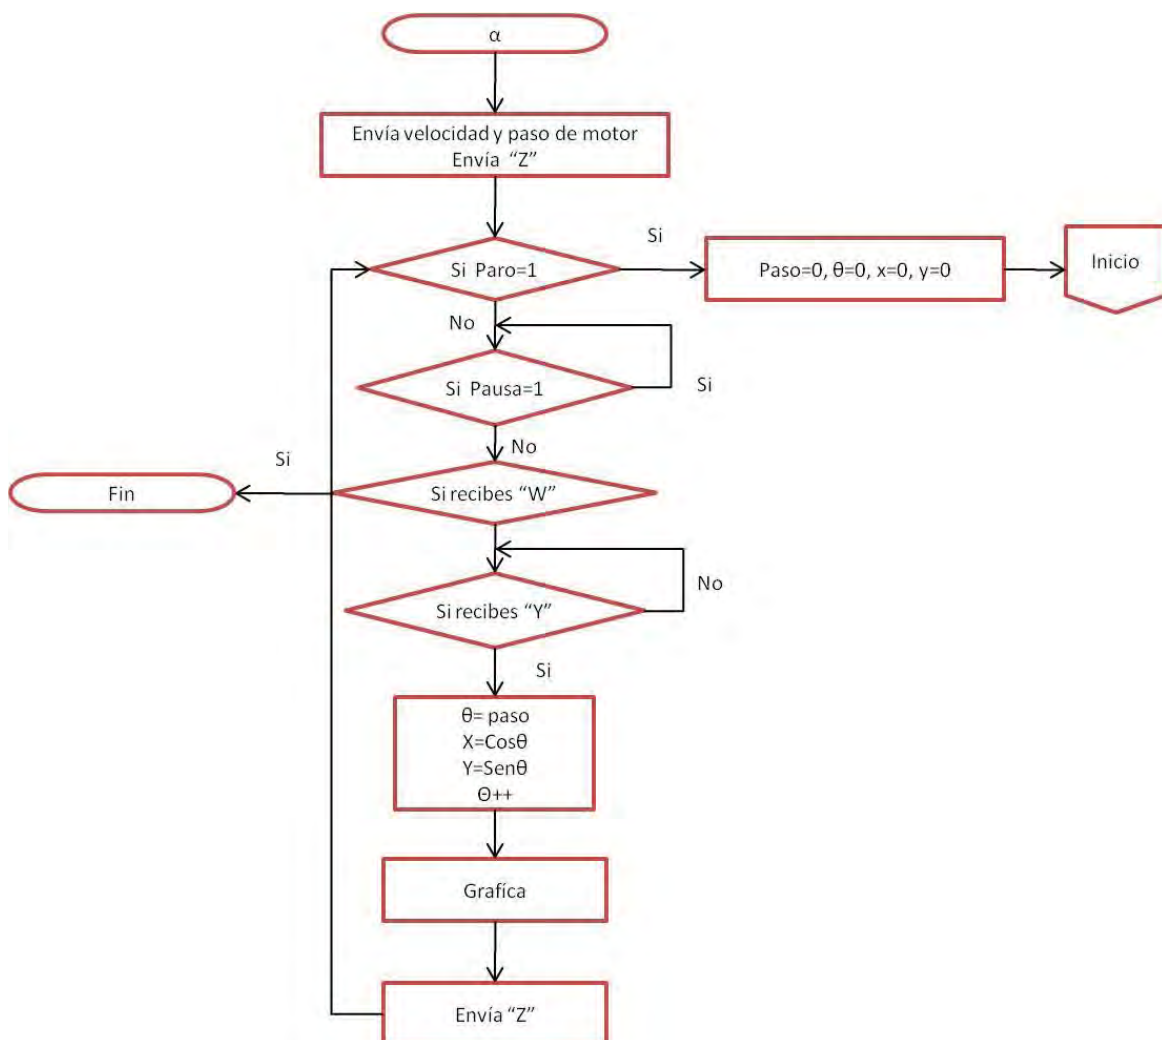 α
Envía velocidad y paso de motor
Envía “Z”
Si
Si Paro=1
Paso=0, θ=0, x=0, y=0
Inicio
No
Si Pausa=1
Si
No
Si
Fin
Si recibes “W”
No
Si recibes “Y”
Si
θ= paso
X=Cosθ
Y=Senθ
Θ++
Grafíca
Envía “Z”